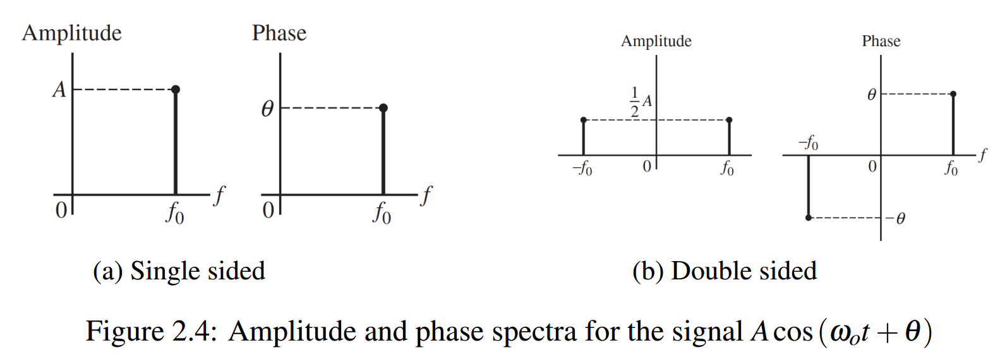 Amplitude
A
0
f₀
f
Phase
θ
0
f₀
f
Amplitude
½A
−f₀
0
f₀
Phase
θ
−f₀
0
f₀
f
−θ
(a) Single sided
(b) Double sided
Figure 2.4: Amplitude and phase spectra for the signal A cos (ωₒt + θ)